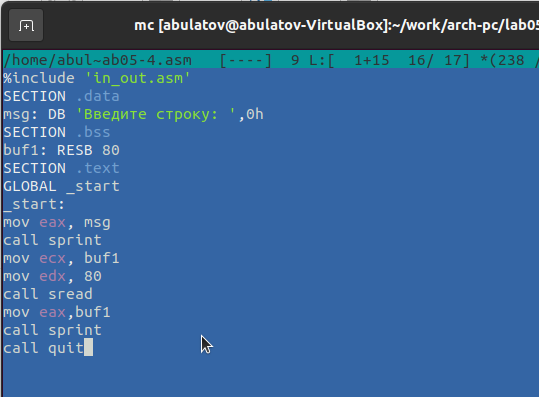 mc [abulatov@abulatov-VirtualBox]:~/work/arch-pc/lab05
/home/abul~ab05-4.asm [----] 9 L:[ 1+15 16/ 17] *(238 /
%include 'in_out.asm'
SECTION .data
msg: DB 'Введите строку: ',0h
SECTION .bss
buf1: RESB 80
SECTION .text
GLOBAL _start
_start:
mov eax, msg
call sprint
mov ecx, buf1
mov edx, 80
call sread
mov eax,buf1
call sprint
call quit